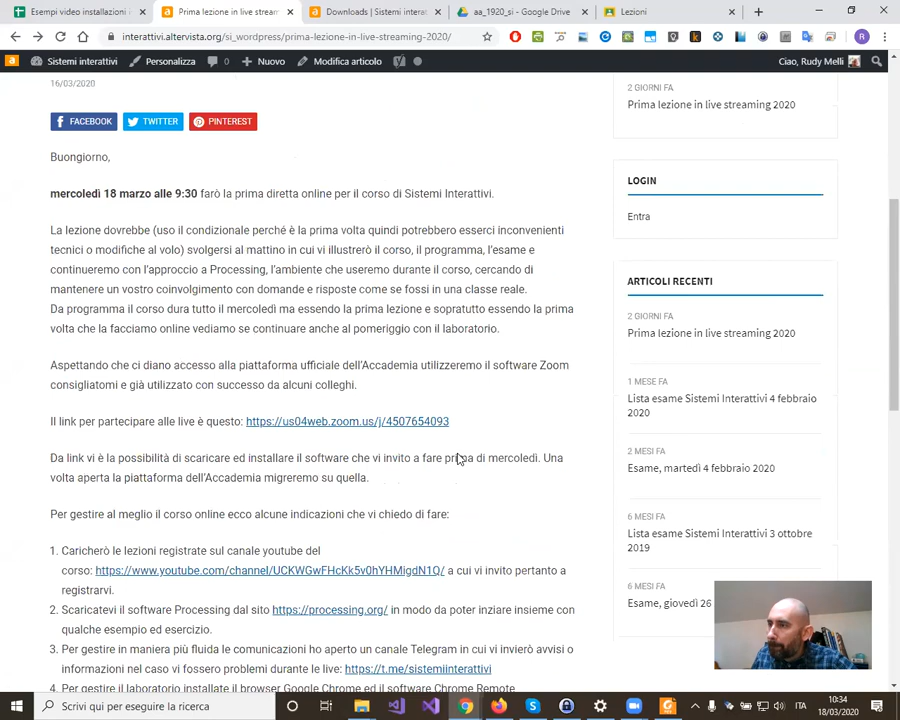 Esempi video installazioni i
Prima lezione in live stream
Downloads | Sistemi interatt
aa_1920_si - Google Drive
Lezioni
interattivi.altervista.org/si_wordpress/prima-lezione-in-live-streaming-2020/
Sistemi interattivi
Personalizza
0
Nuovo
Modifica articolo
Ciao, Rudy Melli
16/03/2020
FACEBOOK
TWITTER
PINTEREST
Buongiorno,
mercoledì 18 marzo alle 9:30 farò la prima diretta online per il corso di Sistemi Interattivi.
La lezione dovrebbe (uso il condizionale perché è la prima volta quindi potrebbero esserci inconvenienti
tecnici o modifiche al volo) svolgersi al mattino in cui vi illustrerò il corso, il programma, l'esame e
continueremo con l'approccio a Processing, l'ambiente che useremo durante il corso, cercando di
mantenere un vostro coinvolgimento con domande e risposte come se fossi in una classe reale.
Da programma il corso dura tutto il mercoledì ma essendo la prima lezione e sopratutto essendo la prima
volta che la facciamo online vediamo se continuare anche al pomeriggio con il laboratorio.
Aspettando che ci diano accesso alla piattaforma ufficiale dell'Accademia utilizzeremo il software Zoom
consigliatomi e già utilizzato con successo da alcuni colleghi.
Il link per partecipare alle live è questo: https://us04web.zoom.us/j/4507654093
Da link vi è la possibilità di scaricare ed installare il software che vi invito a fare prima di mercoledì. Una
volta aperta la piattaforma dell'Accademia migreremo su quella.
Per gestire al meglio il corso online ecco alcune indicazioni che vi chiedo di fare:
1. Caricherò le lezioni registrate sul canale youtube del
corso: https://www.youtube.com/channel/UCKWGwFHcKk5v0hYHMigdN1Q/ a cui vi invito pertanto a
registrarvi.
2. Scaricatevi il software Processing dal sito https://processing.org/ in modo da poter inziare insieme con
qualche esempio ed esercizio.
3. Per gestire in maniera più fluida le comunicazioni ho aperto un canale Telegram in cui vi invierò avvisi o
informazioni nel caso vi fossero problemi durante le live: https://t.me/sistemiinterattivi
4. Per gestire il laboratorio installate il browser Google Chrome ed il software Chrome Remote
2 GIORNI FA
Prima lezione in live streaming 2020
LOGIN
Entra
ARTICOLI RECENTI
2 GIORNI FA
Prima lezione in live streaming 2020
1 MESE FA
Lista esame Sistemi Interattivi 4 febbraio
2020
2 MESI FA
Esame, martedì 4 febbraio 2020
6 MESI FA
Lista esame Sistemi Interattivi 3 ottobre
2019
6 MESI FA
Esame, giovedì 26
Scrivi qui per eseguire la ricerca
ITA
10:34
18/03/2020